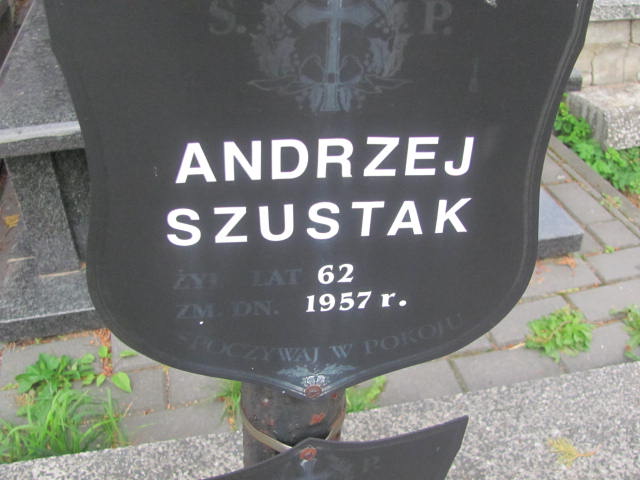 Ś. P.
ANDRZEJ
SZUSTAK
ŻYŁ LAT 62
ZM. DN. 1957 r.
SPOCZYWAJ W POKOJU
P.